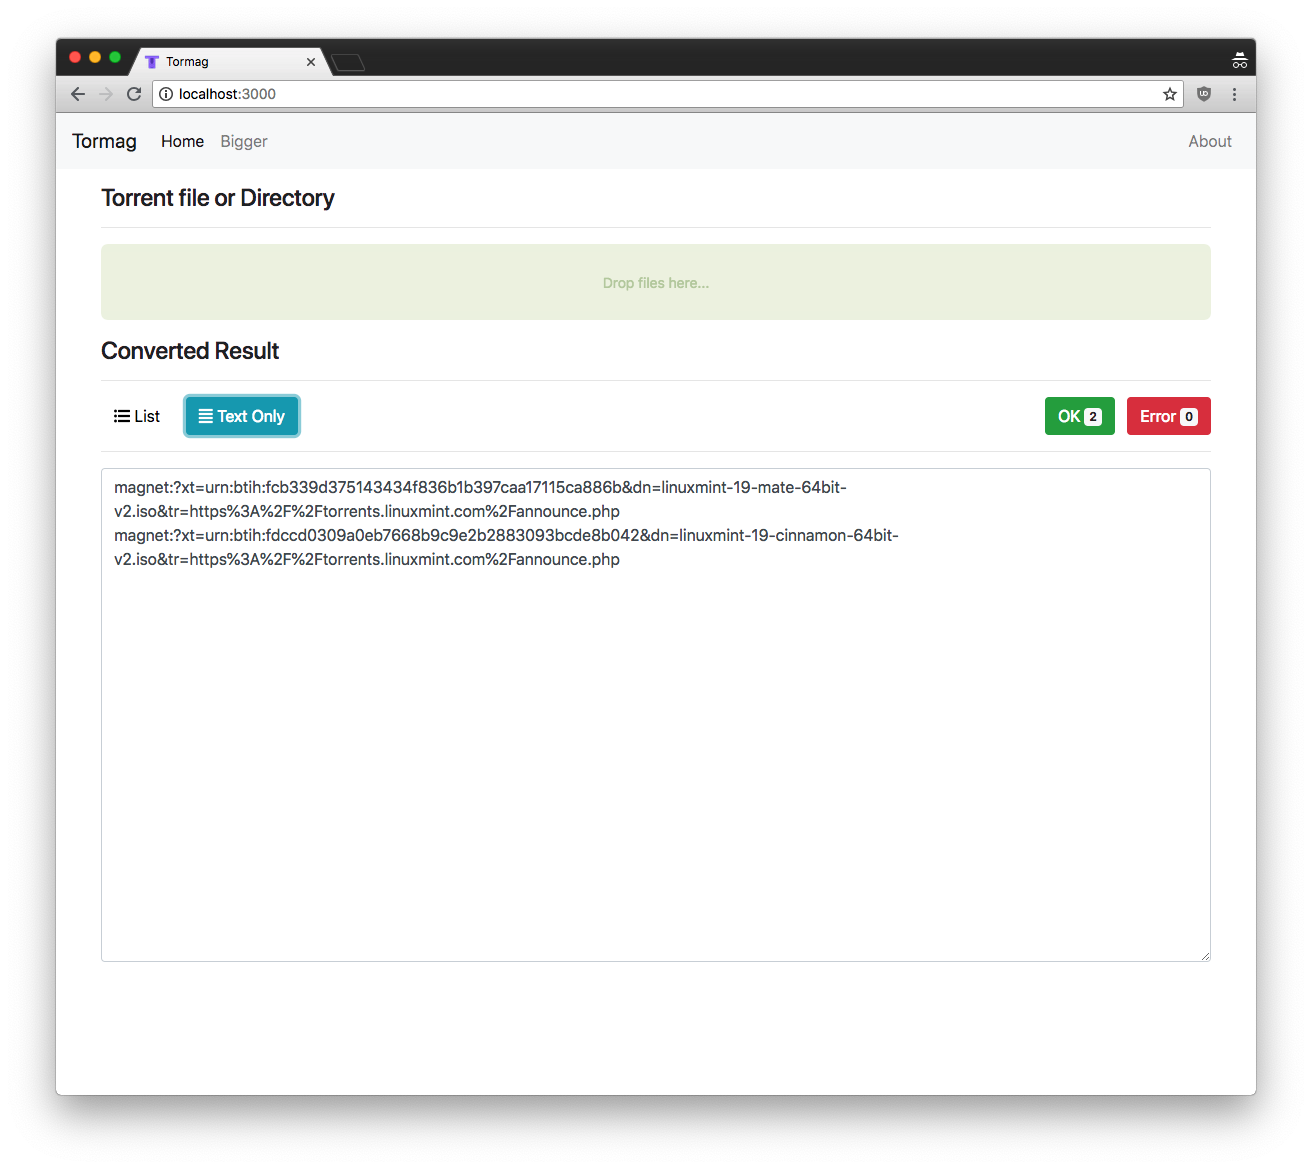 Tormag
localhost:3000
Tormag Home Bigger About
Torrent file or Directory
Drop files here...
Converted Result
List Text Only OK 2 Error 0
magnet:?xt=urn:btih:fcb339d375143434f836b1b397caa17115ca886b&dn=linuxmint-19-mate-64bit-
v2.iso&tr=https%3A%2F%2Ftorrents.linuxmint.com%2Fannounce.php
magnet:?xt=urn:btih:fdccd0309a0eb7668b9c9e2b2883093bcde8b042&dn=linuxmint-19-cinnamon-64bit-
v2.iso&tr=https%3A%2F%2Ftorrents.linuxmint.com%2Fannounce.php